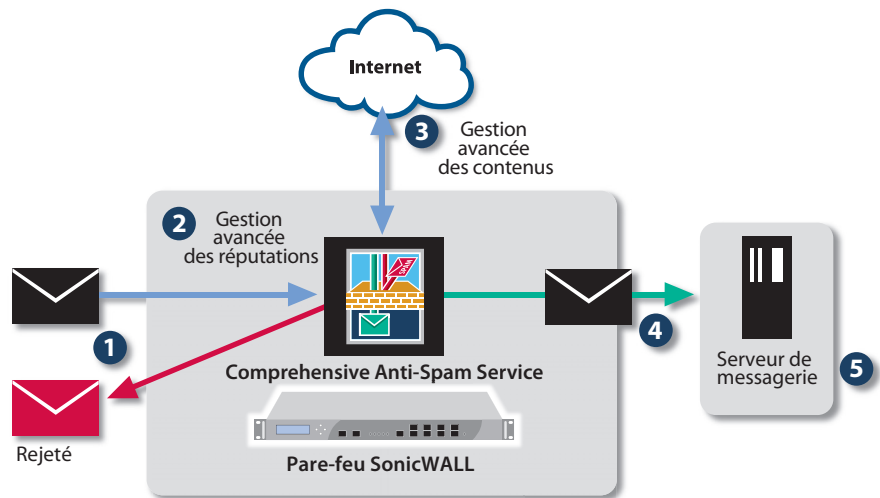 Internet
3
Gestion
avancée
des contenus
2
Gestion
avancée
des réputations
1
SPAM
4
Comprehensive Anti-Spam Service
Serveur de
messagerie
5
Rejeté
Pare-feu SonicWALL